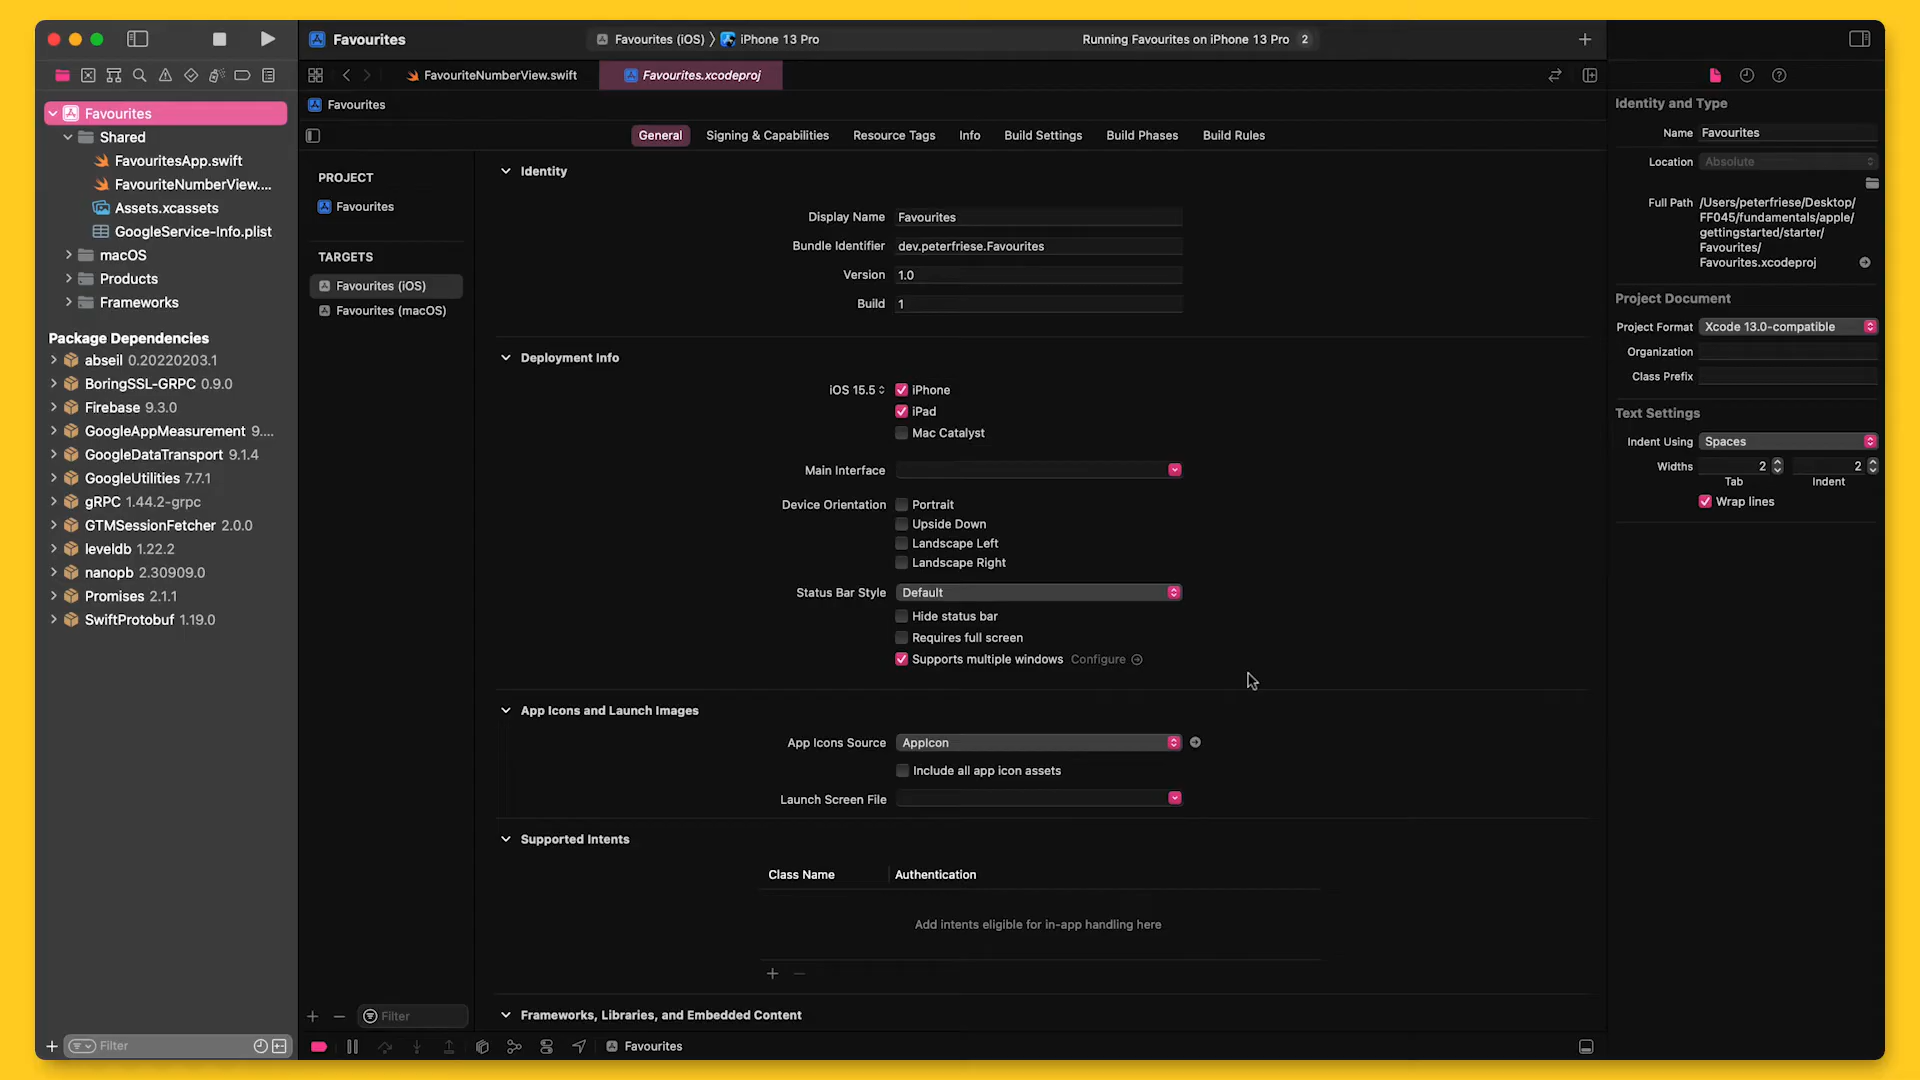 Favourites
Favourites (iOS) 〉 iPhone 13 Pro
Running Favourites on iPhone 13 Pro 2
FavouriteNumberView.swift
Favourites.xcodeproj
Favourites
General
Signing & Capabilities
Resource Tags
Info
Build Settings
Build Phases
Build Rules
Favourites
Shared
FavouritesApp.swift
FavouriteNumberView....
Assets.xcassets
GoogleService-Info.plist
macOS
Products
Frameworks
Package Dependencies
abseil 0.20220203.1
BoringSSL-GRPC 0.9.0
Firebase 9.3.0
GoogleAppMeasurement 9....
GoogleDataTransport 9.1.4
GoogleUtilities 7.7.1
gRPC 1.44.2-grpc
GTMSessionFetcher 2.0.0
leveldb 1.22.2
nanopb 2.30909.0
Promises 2.1.1
SwiftProtobuf 1.19.0
Filter
PROJECT
Favourites
TARGETS
Favourites (iOS)
Favourites (macOS)
Filter
Identity
Display Name Favourites
Bundle Identifier dev.peterfriese.Favourites
Version 1.0
Build 1
Deployment Info
iOS 15.5 iPhone
iPad
Mac Catalyst
Main Interface
Device Orientation Portrait
Upside Down
Landscape Left
Landscape Right
Status Bar Style Default
Hide status bar
Requires full screen
Supports multiple windows Configure
App Icons and Launch Images
App Icons Source AppIcon
Include all app icon assets
Launch Screen File
Supported Intents
Class Name Authentication
Add intents eligible for in-app handling here
Frameworks, Libraries, and Embedded Content
Favourites
Identity and Type
Name Favourites
Location Absolute
Full Path /Users/peterfriese/Desktop/
FF045/fundamentals/apple/
gettingstarted/starter/
Favourites/
Favourites.xcodeproj
Project Document
Project Format Xcode 13.0-compatible
Organization
Class Prefix
Text Settings
Indent Using Spaces
Widths 2 2
Tab Indent
Wrap lines